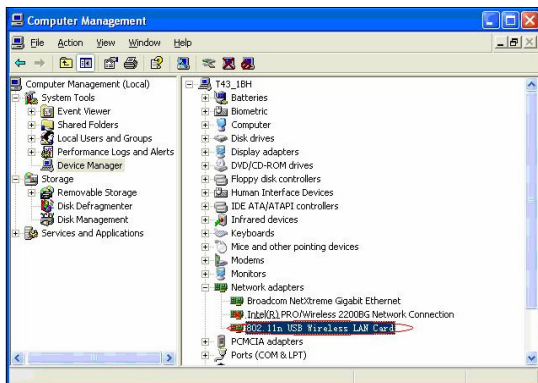 Computer Management
File Action View Window Help
Computer Management (Local)
System Tools
Event Viewer
Shared Folders
Local Users and Groups
Performance Logs and Alerts
Device Manager
Storage
Removable Storage
Disk Defragmenter
Disk Management
Services and Applications
T43_1BH
Batteries
Biometric
Computer
Disk drives
Display adapters
DVD/CD-ROM drives
Floppy disk controllers
Human Interface Devices
IDE ATA/ATAPI controllers
Infrared devices
Keyboards
Mice and other pointing devices
Modems
Monitors
Network adapters
Broadcom NetXtreme Gigabit Ethernet
Intel(R) PRO/Wireless 2200BG Network Connection
802.11n USB Wireless LAN Card
PCMCIA adapters
Ports (COM & LPT)